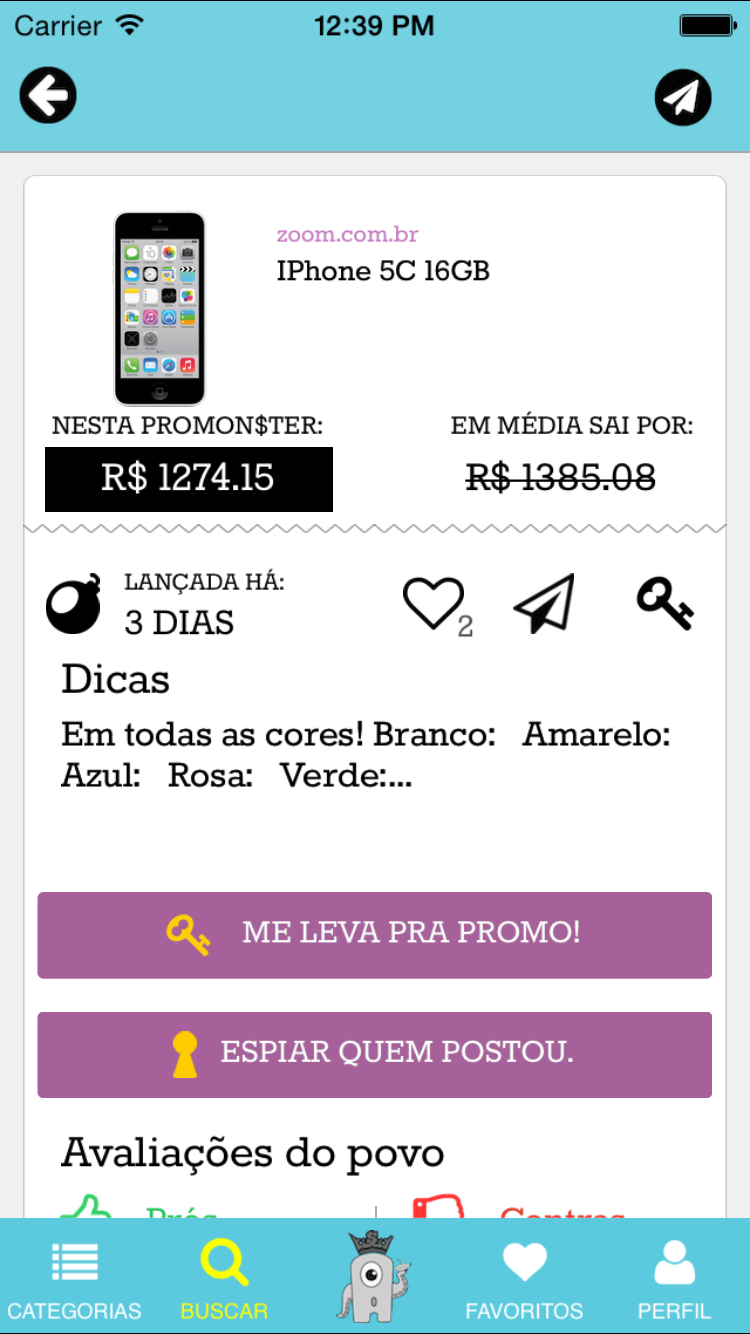 Carrier
12:39 PM
zoom.com.br
IPhone 5C 16GB
NESTA PROMON$TER:
EM MÉDIA SAI POR:
R$ 1274.15
R$ 1385.08
LANÇADA HÁ:
3 DIAS
2
Dicas
Em todas as cores! Branco: Amarelo:
Azul: Rosa: Verde:...
ME LEVA PRA PROMO!
ESPIAR QUEM POSTOU.
Avaliações do povo
Prós
Contras
CATEGORIAS
BUSCAR
FAVORITOS
PERFIL